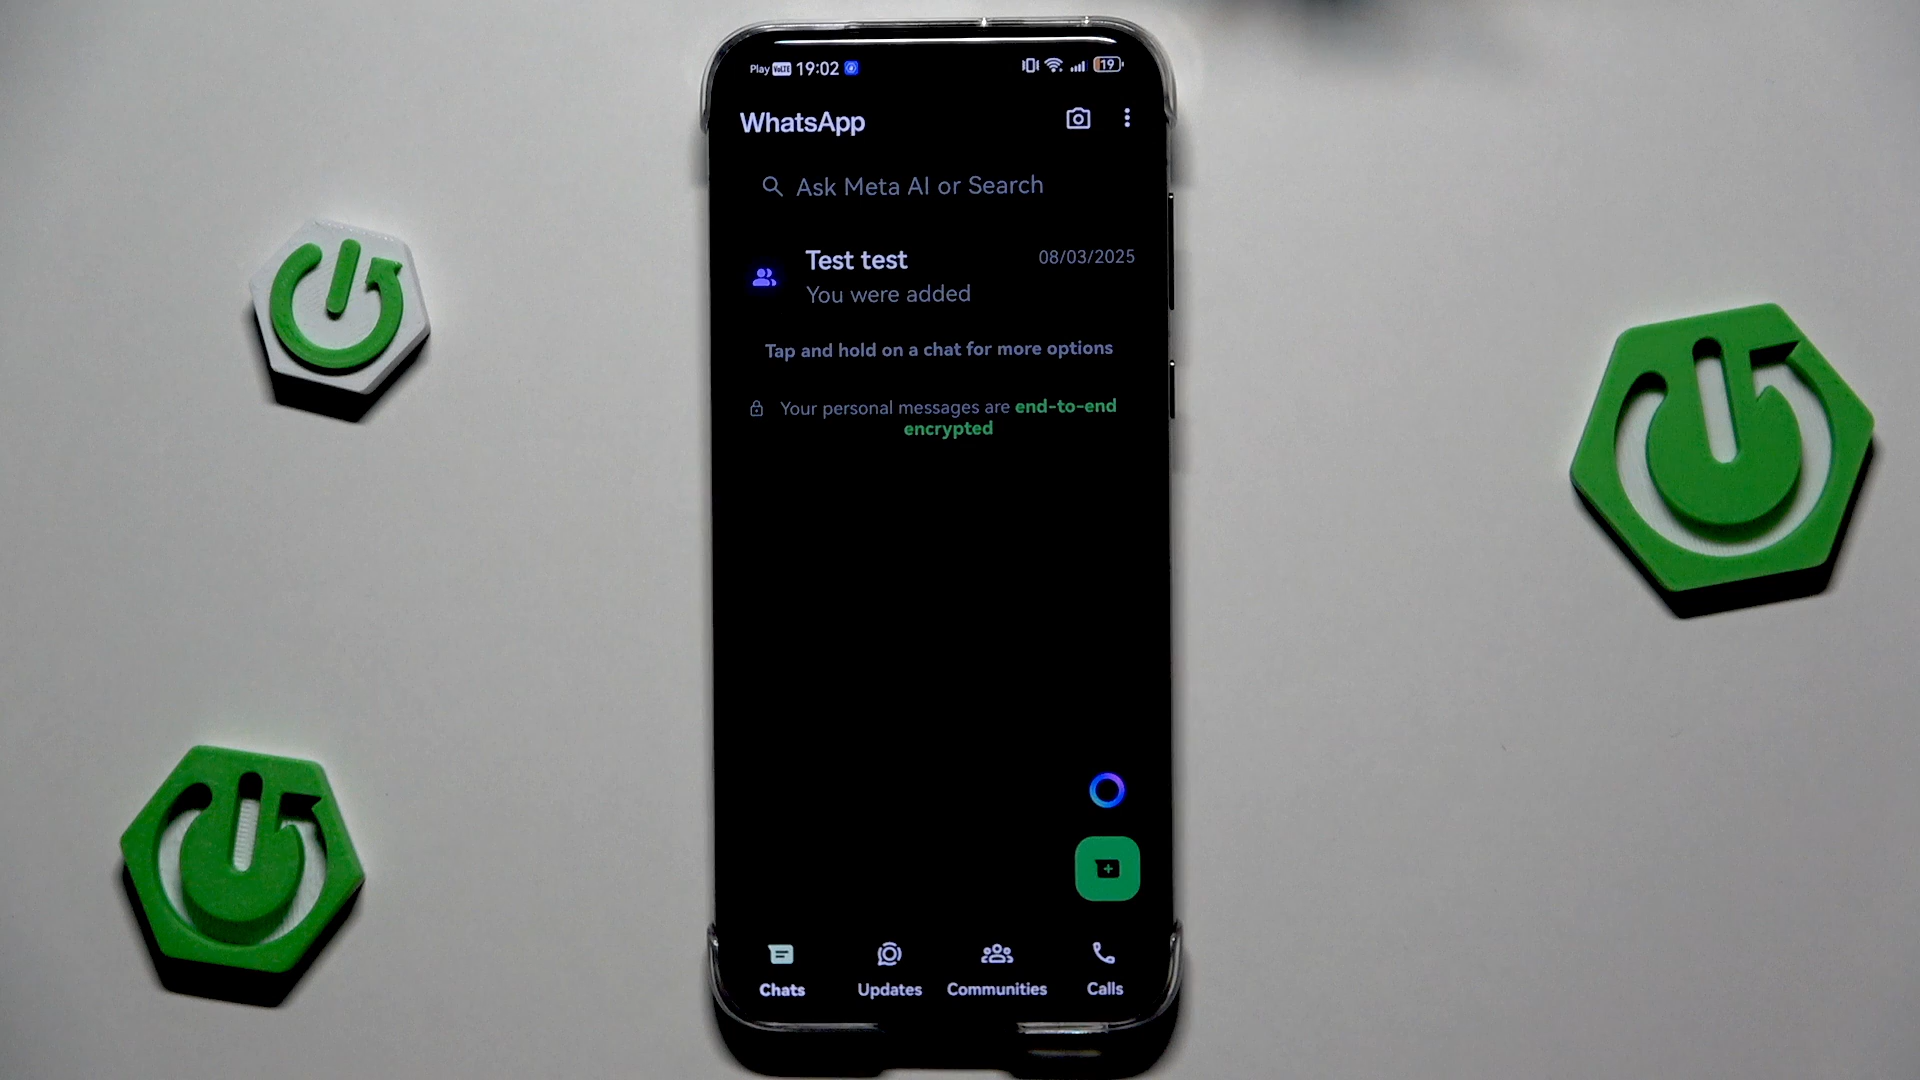 Play VoLTE 19:02 19
WhatsApp
Ask Meta AI or Search
Test test 08/03/2025
You were added
Tap and hold on a chat for more options
Your personal messages are end-to-end
encrypted
Chats Updates Communities Calls